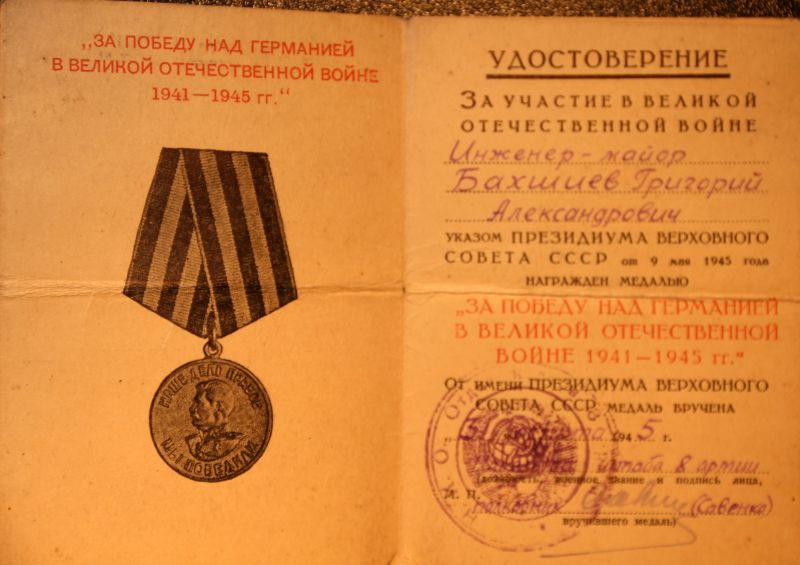 „ЗА ПОБЕДУ НАД ГЕРМАНИЕЙ
В ВЕЛИКОЙ ОТЕЧЕСТВЕННОЙ ВОЙНЕ
1941—1945 гг.“
НАШЕ ДЕЛО ПРАВОЕ
МЫ ПОБЕДИЛИ
УДОСТОВЕРЕНИЕ
ЗА УЧАСТИЕ В ВЕЛИКОЙ
ОТЕЧЕСТВЕННОЙ ВОЙНЕ
Инженер-майор
Бахшиев Григорий
Александрович
УКАЗОМ ПРЕЗИДИУМА ВЕРХОВНОГО
СОВЕТА СССР от 9 мая 1945 года
НАГРАЖДЕН МЕДАЛЬЮ
„ЗА ПОБЕДУ НАД ГЕРМАНИЕЙ
В ВЕЛИКОЙ ОТЕЧЕСТВЕННОЙ
ВОЙНЕ 1941—1945 гг.“
ОТ ИМЕНИ ПРЕЗИДИУМА ВЕРХОВНОГО
СОВЕТА СССР МЕДАЛЬ ВРУЧЕНА
1945 г.
штаба 8 армии
(должность, военное звание и подпись лица,
М. П.
полковник (Савенко)
вручившего медаль)